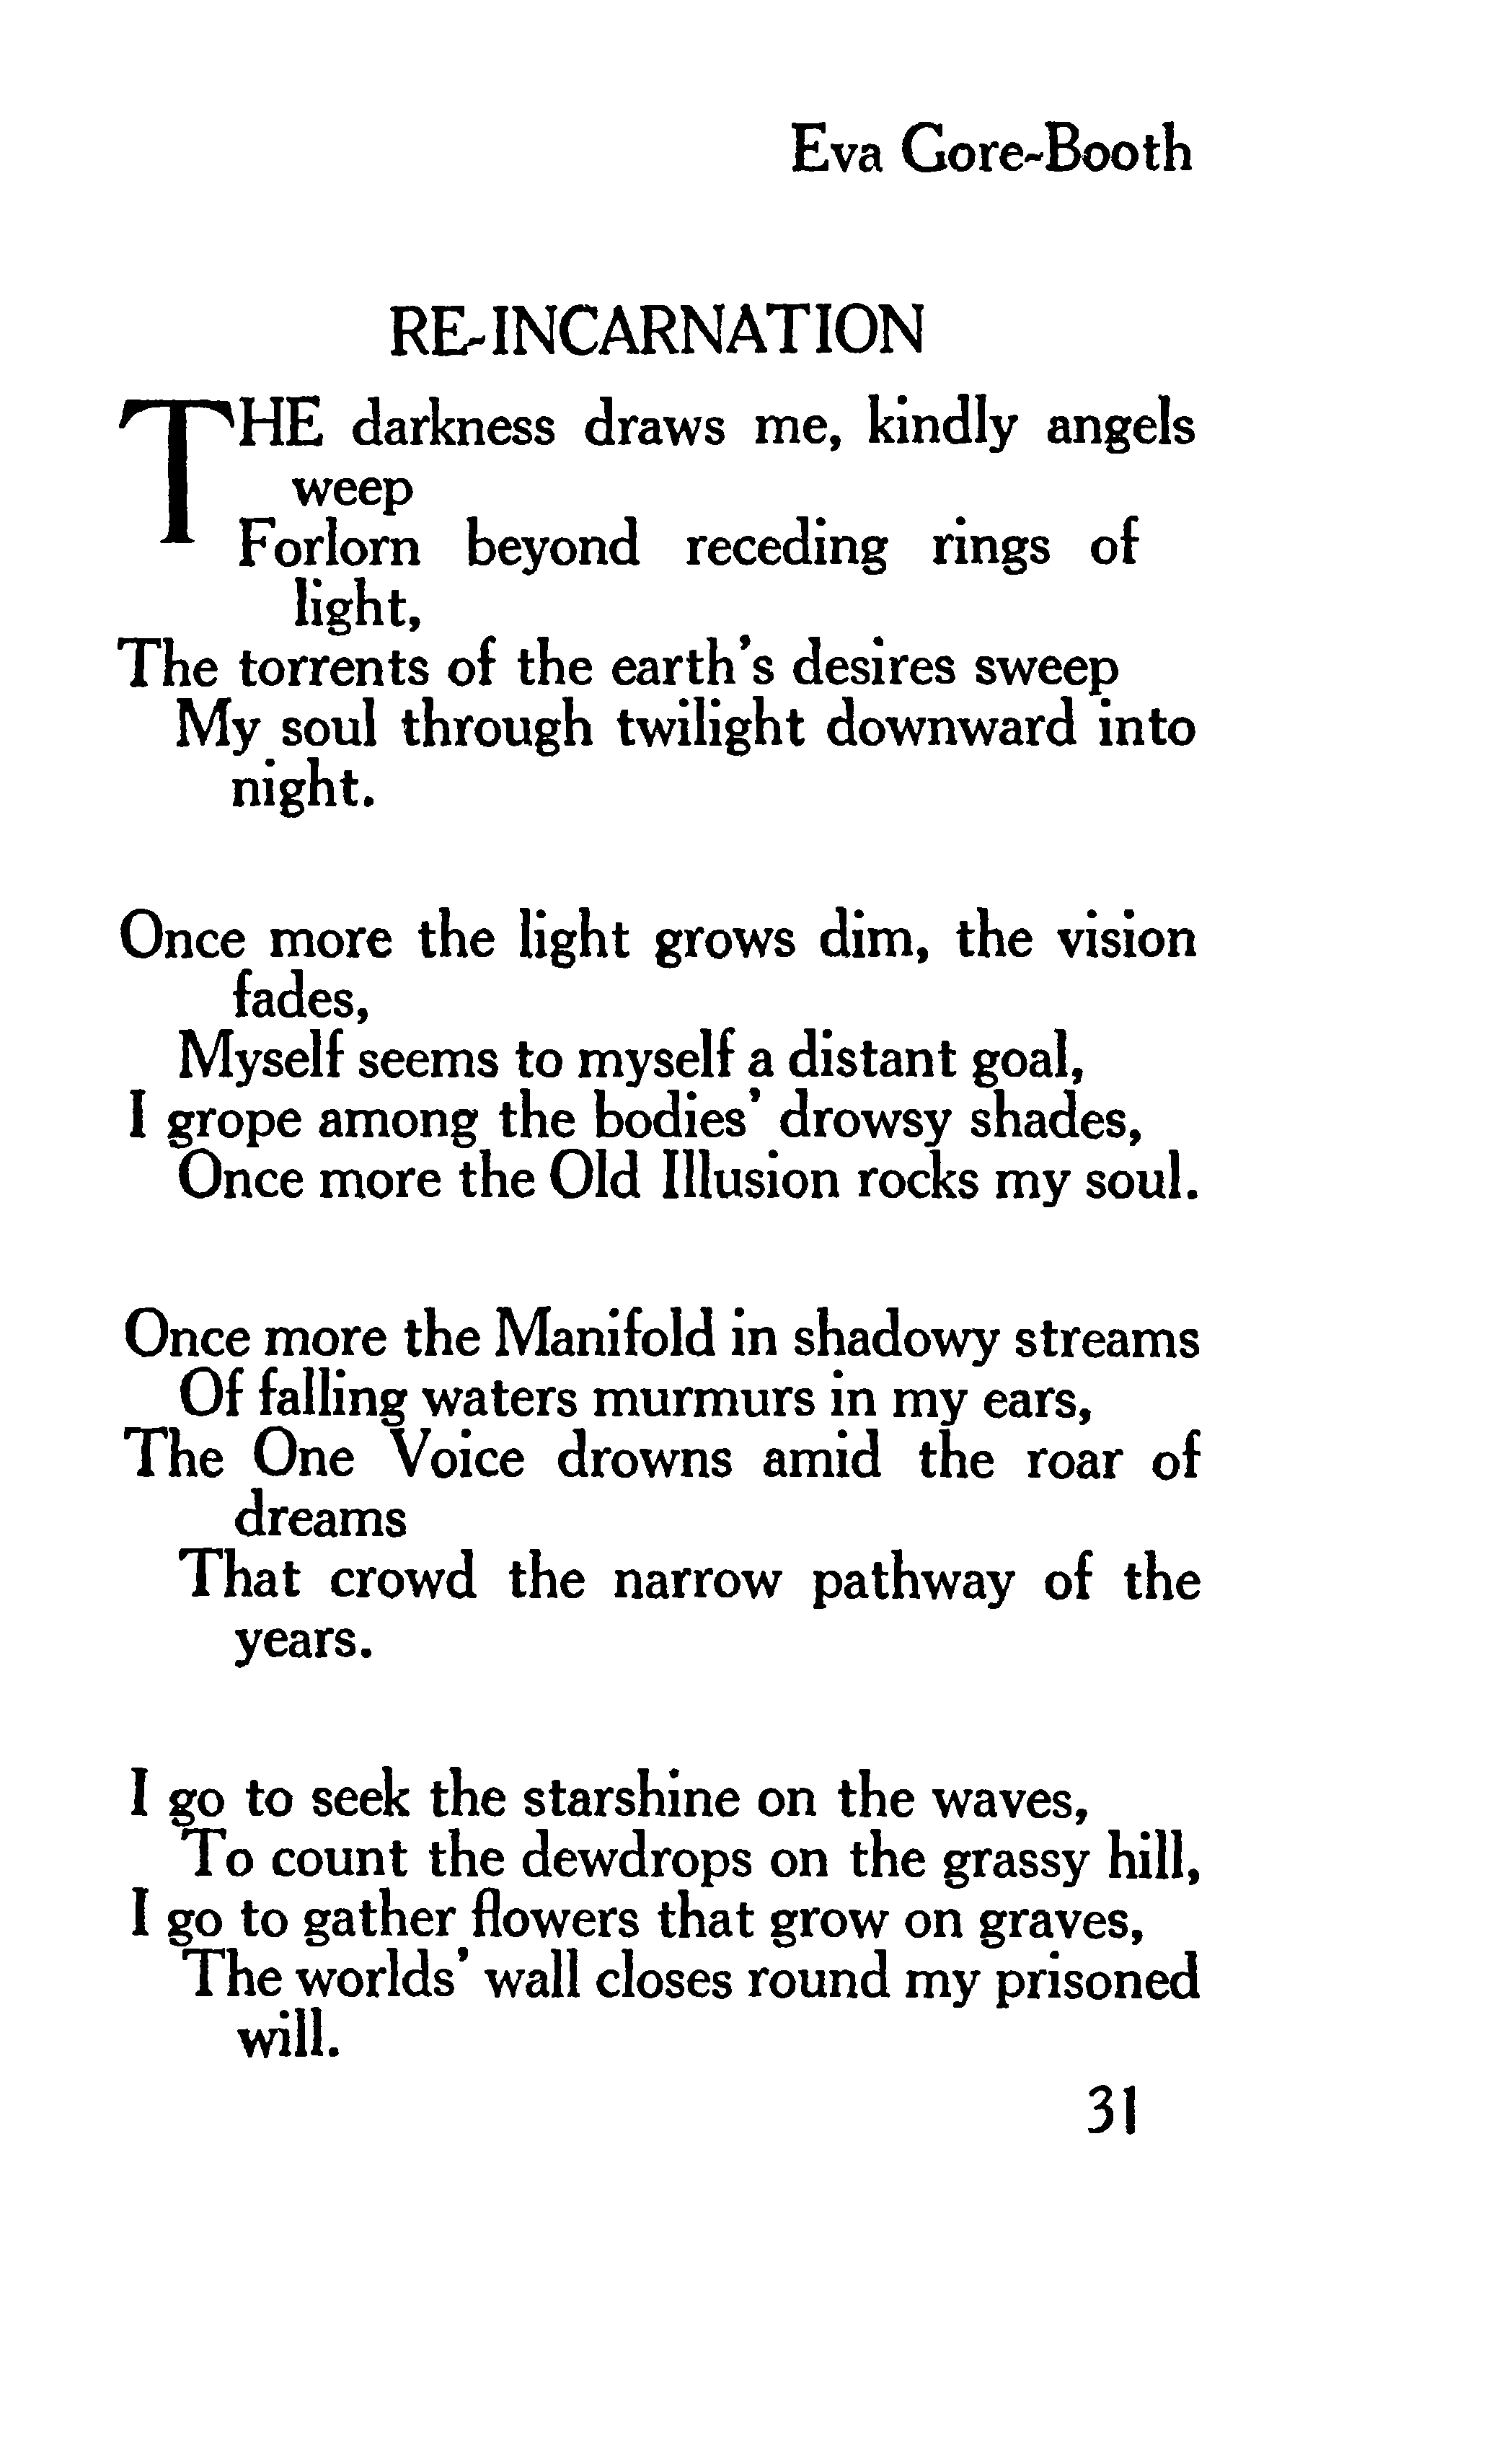 Eva Gore-Booth
RE-INCARNATION
THE darkness draws me, kindly angels
weep
Forlorn beyond receding rings of
light,
The torrents of the earth's desires sweep
My soul through twilight downward into
night.
Once more the light grows dim, the vision
fades,
Myself seems to myself a distant goal,
I grope among the bodies' drowsy shades,
Once more the Old Illusion rocks my soul.
Once more the Manifold in shadowy streams
Of falling waters murmurs in my ears,
The One Voice drowns amid the roar of
dreams
That crowd the narrow pathway of the
years.
I go to seek the starshine on the waves,
To count the dewdrops on the grassy hill,
I go to gather flowers that grow on graves,
The worlds' wall closes round my prisoned
will.
31